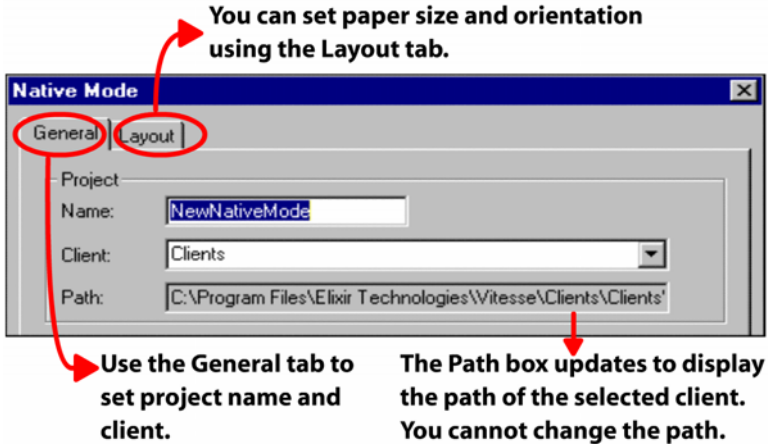 You can set paper size and orientation
using the Layout tab.
Native Mode
General
Layout
Project
Name:
NewNativeMode
Client:
Clients
Path:
C:\Program Files\Elixir Technologies\Vitesse\Clients\Clients'
Use the General tab to
set project name and
client.
The Path box updates to display
the path of the selected client.
You cannot change the path.